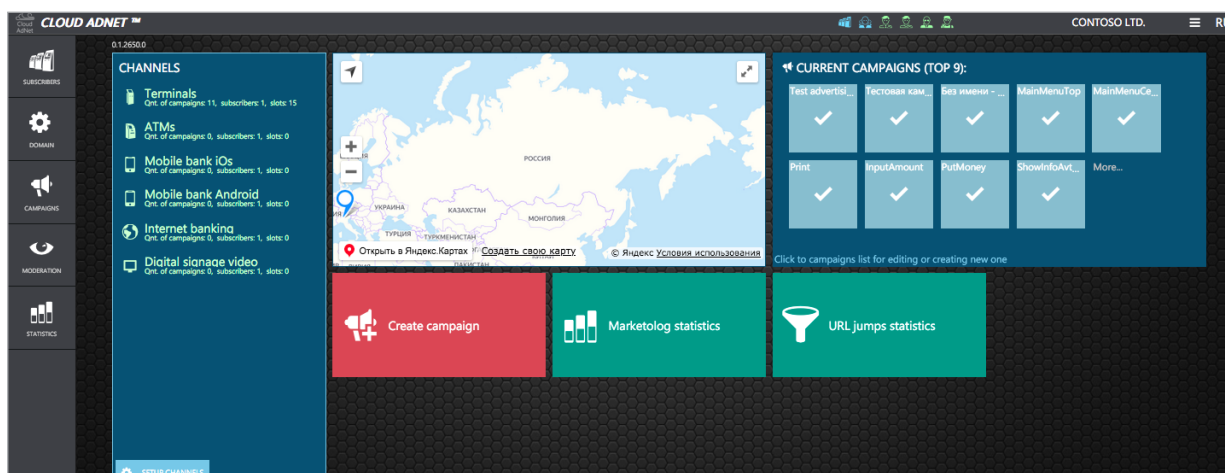 Cloud AdNet
CLOUD ADNET ™
CONTOSO LTD.
RU
0.1.2650.0
SUBSCRIBERS
DOMAIN
CAMPAIGNS
MODERATION
STATISTICS
CHANNELS
Terminals
Qnt. of campaigns: 11, subscribers: 1, slots: 15
ATMs
Qnt. of campaigns: 0, subscribers: 1, slots: 0
Mobile bank iOs
Qnt. of campaigns: 0, subscribers: 1, slots: 0
Mobile bank Android
Qnt. of campaigns: 0, subscribers: 1, slots: 0
Internet banking
Qnt. of campaigns: 0, subscribers: 1, slots: 0
Digital signage video
Qnt. of campaigns: 0, subscribers: 1, slots: 0
SETUP CHANNELS
РОССИЯ
УКРАИНА
КАЗАХСТАН
МОНГОЛИЯ
ТУРЦИЯ
ТУРКМЕНИСТАН
ПАКИСТАН
Открыть в Яндекс.Картах
Создать свою карту
© Яндекс Условия использования
CURRENT CAMPAIGNS (TOP 9):
Test advertisi...
Тестовая кам...
Без имени - ...
MainMenuTop
MainMenuCe...
Print
InputAmount
PutMoney
ShowInfoAvt...
More...
Click to campaigns list for editing or creating new one
Create campaign
Marketolog statistics
URL jumps statistics